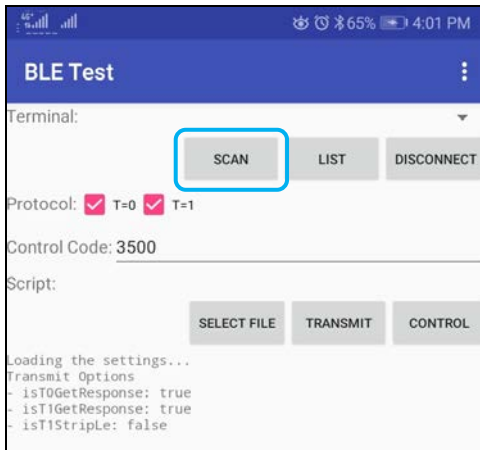 65% 4:01 PM
BLE Test
Terminal:
SCAN LIST DISCONNECT
Protocol: T=0 T=1
Control Code: 3500
Script:
SELECT FILE TRANSMIT CONTROL
Loading the settings...
Transmit Options
- isT0GetResponse: true
- isT1GetResponse: true
- isT1StripLe: false